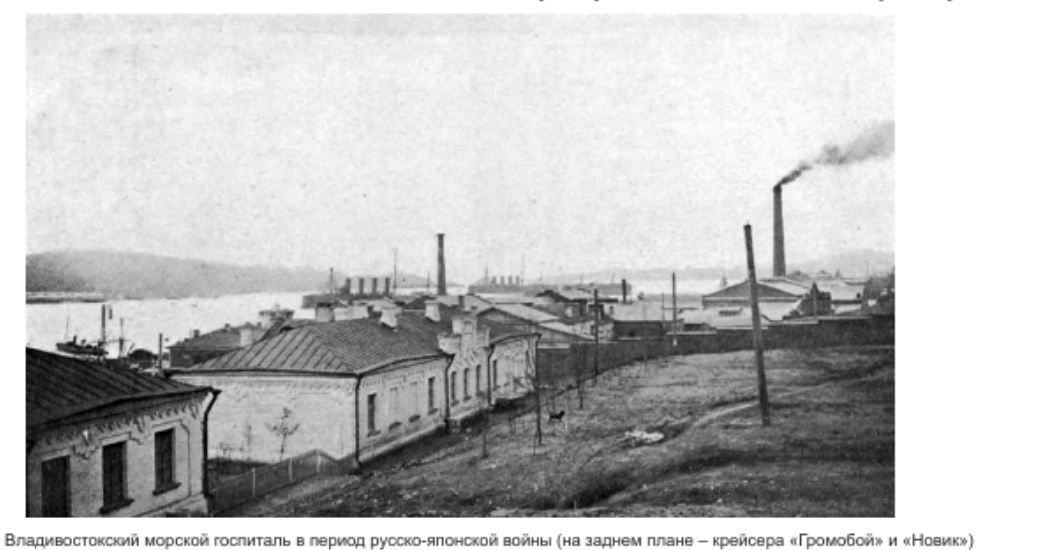 Владивостокский морской госпиталь в период русско-японской войны (на заднем плане – крейсера «Громобой» и «Новик»)